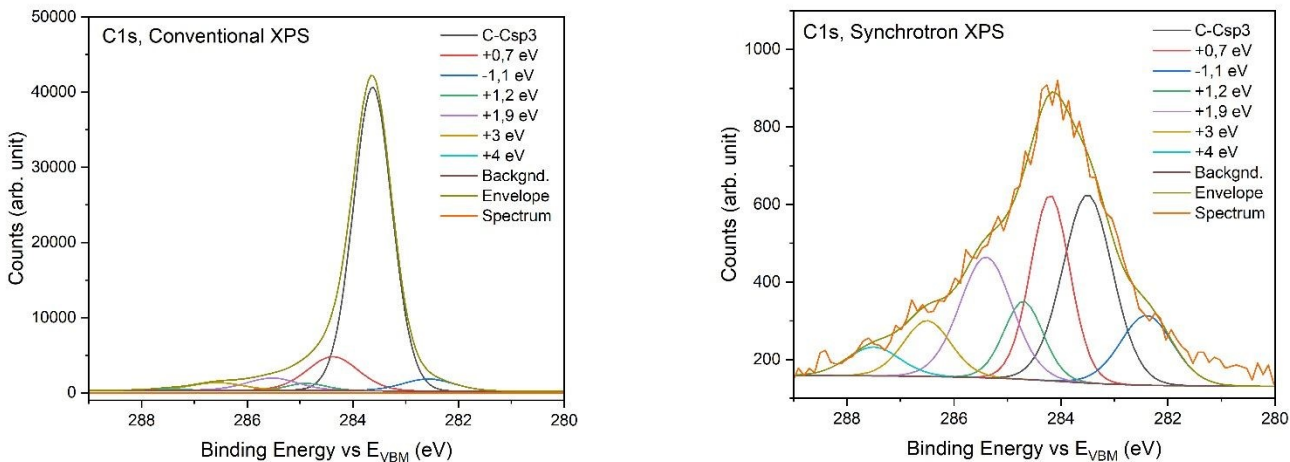 C1s, Conventional XPS
C-Csp3
+0,7 eV
-1,1 eV
+1,2 eV
+1,9 eV
+3 eV
+4 eV
Backgnd.
Envelope
Spectrum
Counts (arb. unit)
50000
40000
30000
20000
10000
0
288
286
284
282
280
Binding Energy vs EVBM (eV)
C1s, Synchrotron XPS
C-Csp3
+0,7 eV
-1,1 eV
+1,2 eV
+1,9 eV
+3 eV
+4 eV
Backgnd.
Envelope
Spectrum
Counts (arb. unit)
1000
800
600
400
200
288
286
284
282
280
Binding Energy vs EVBM (eV)